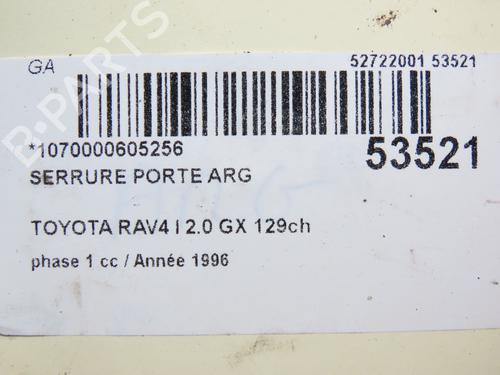 GA
52722001 53521
*1070000605256
53521
SERRURE PORTE ARG
TOYOTA RAV4 I 2.0 GX 129ch
phase 1 cc / Année 1996
B-PARTS